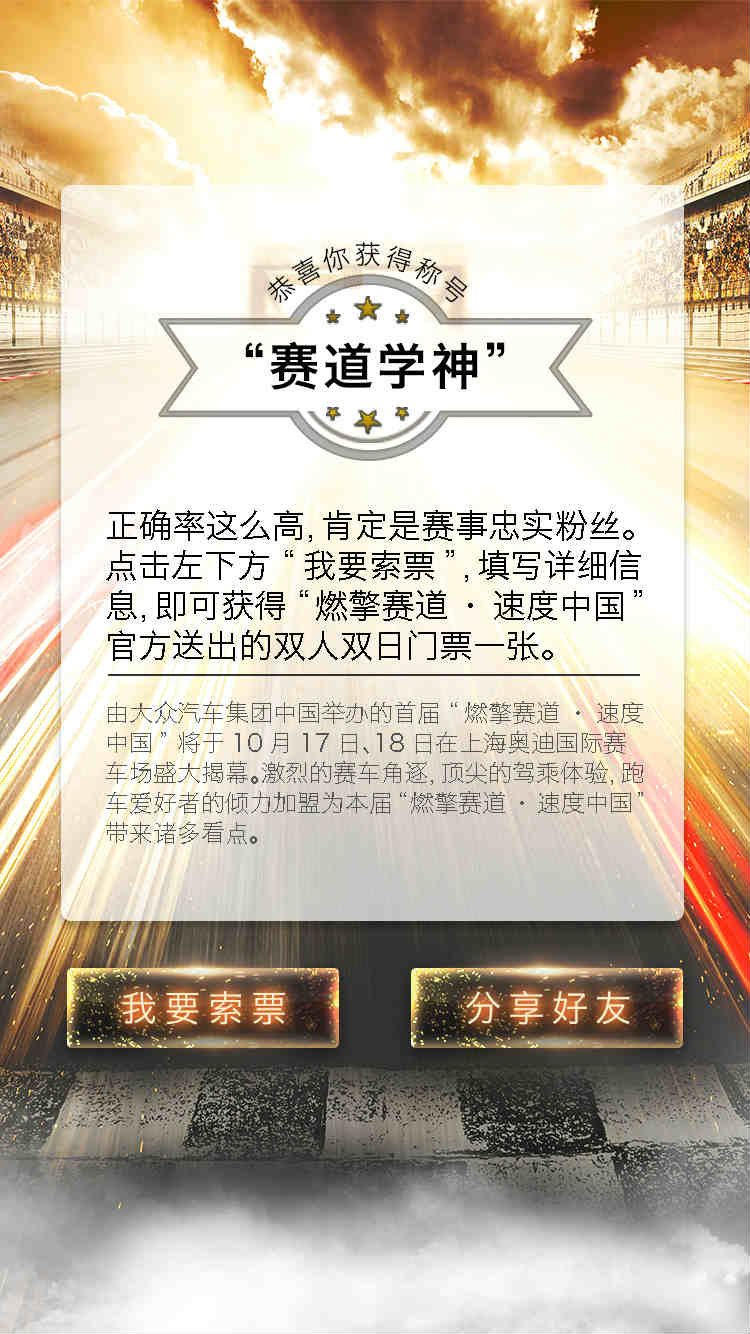 恭喜你获得称号
“赛道学神”
正确率这么高,肯定是赛事忠实粉丝。
点击左下方“我要索票”,填写详细信
息,即可获得“燃擎赛道·速度中国”
官方送出的双人双日门票一张。
由大众汽车集团中国举办的首届“燃擎赛道·速度
中国”将于10月17日、18日在上海奥迪国际赛
车场盛大揭幕。激烈的赛车角逐,顶尖的驾乘体验,跑
车爱好者的倾力加盟为本届“燃擎赛道·速度中国”
带来诸多看点。
我要索票
分享好友